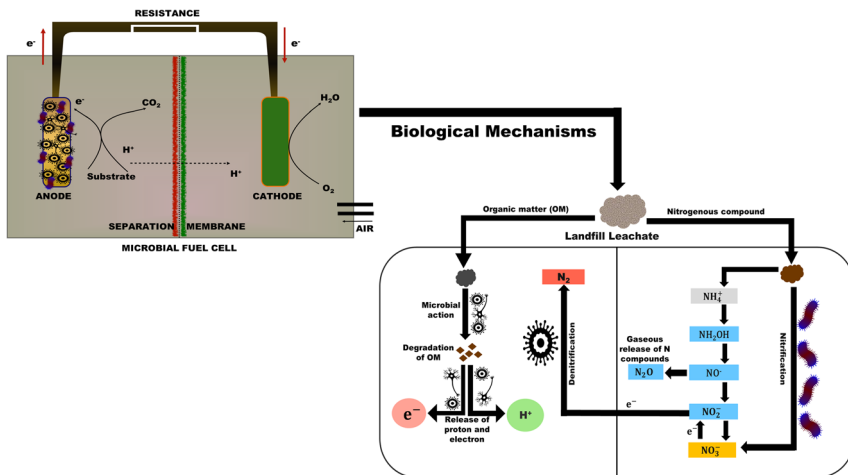 RESISTANCE
e⁻
e⁻
e⁻
CO₂
H₂O
H⁺
H⁺
Substrate
O₂
ANODE
CATHODE
SEPARATION MEMBRANE
AIR
MICROBIAL FUEL CELL
Biological Mechanisms
Organic matter (OM)
Nitrogenous compound
Landfill Leachate
Microbial
action
Degradation
of OM
e⁻
H⁺
Release of
proton and
electron
N₂
Denitrification
e⁻
NH₄⁺
NH₂OH
Gaseous
release of N
compounds
N₂O
NO⁻
NO₂⁻
e⁻
NO₃⁻
Nitrification